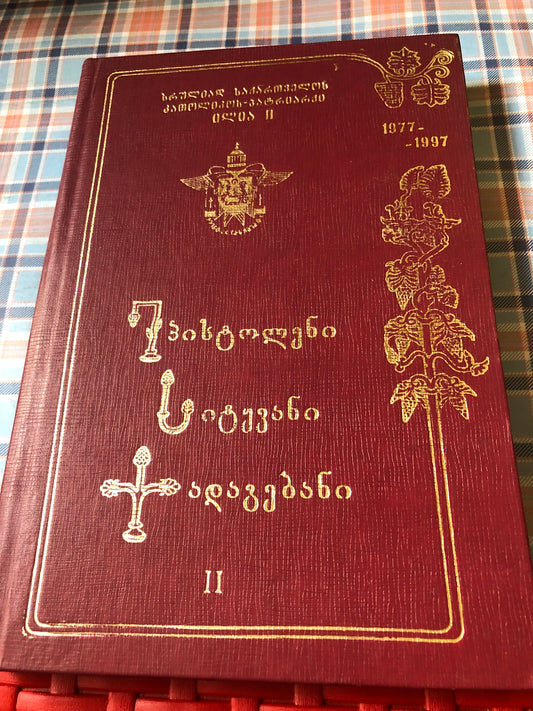 სრულიად საქართველოს
კათოლიკოს-პატრიარქი
ილია II
1977-
-1997
ეპისტოლენი
სიტყვანი
ქადაგებანი
II